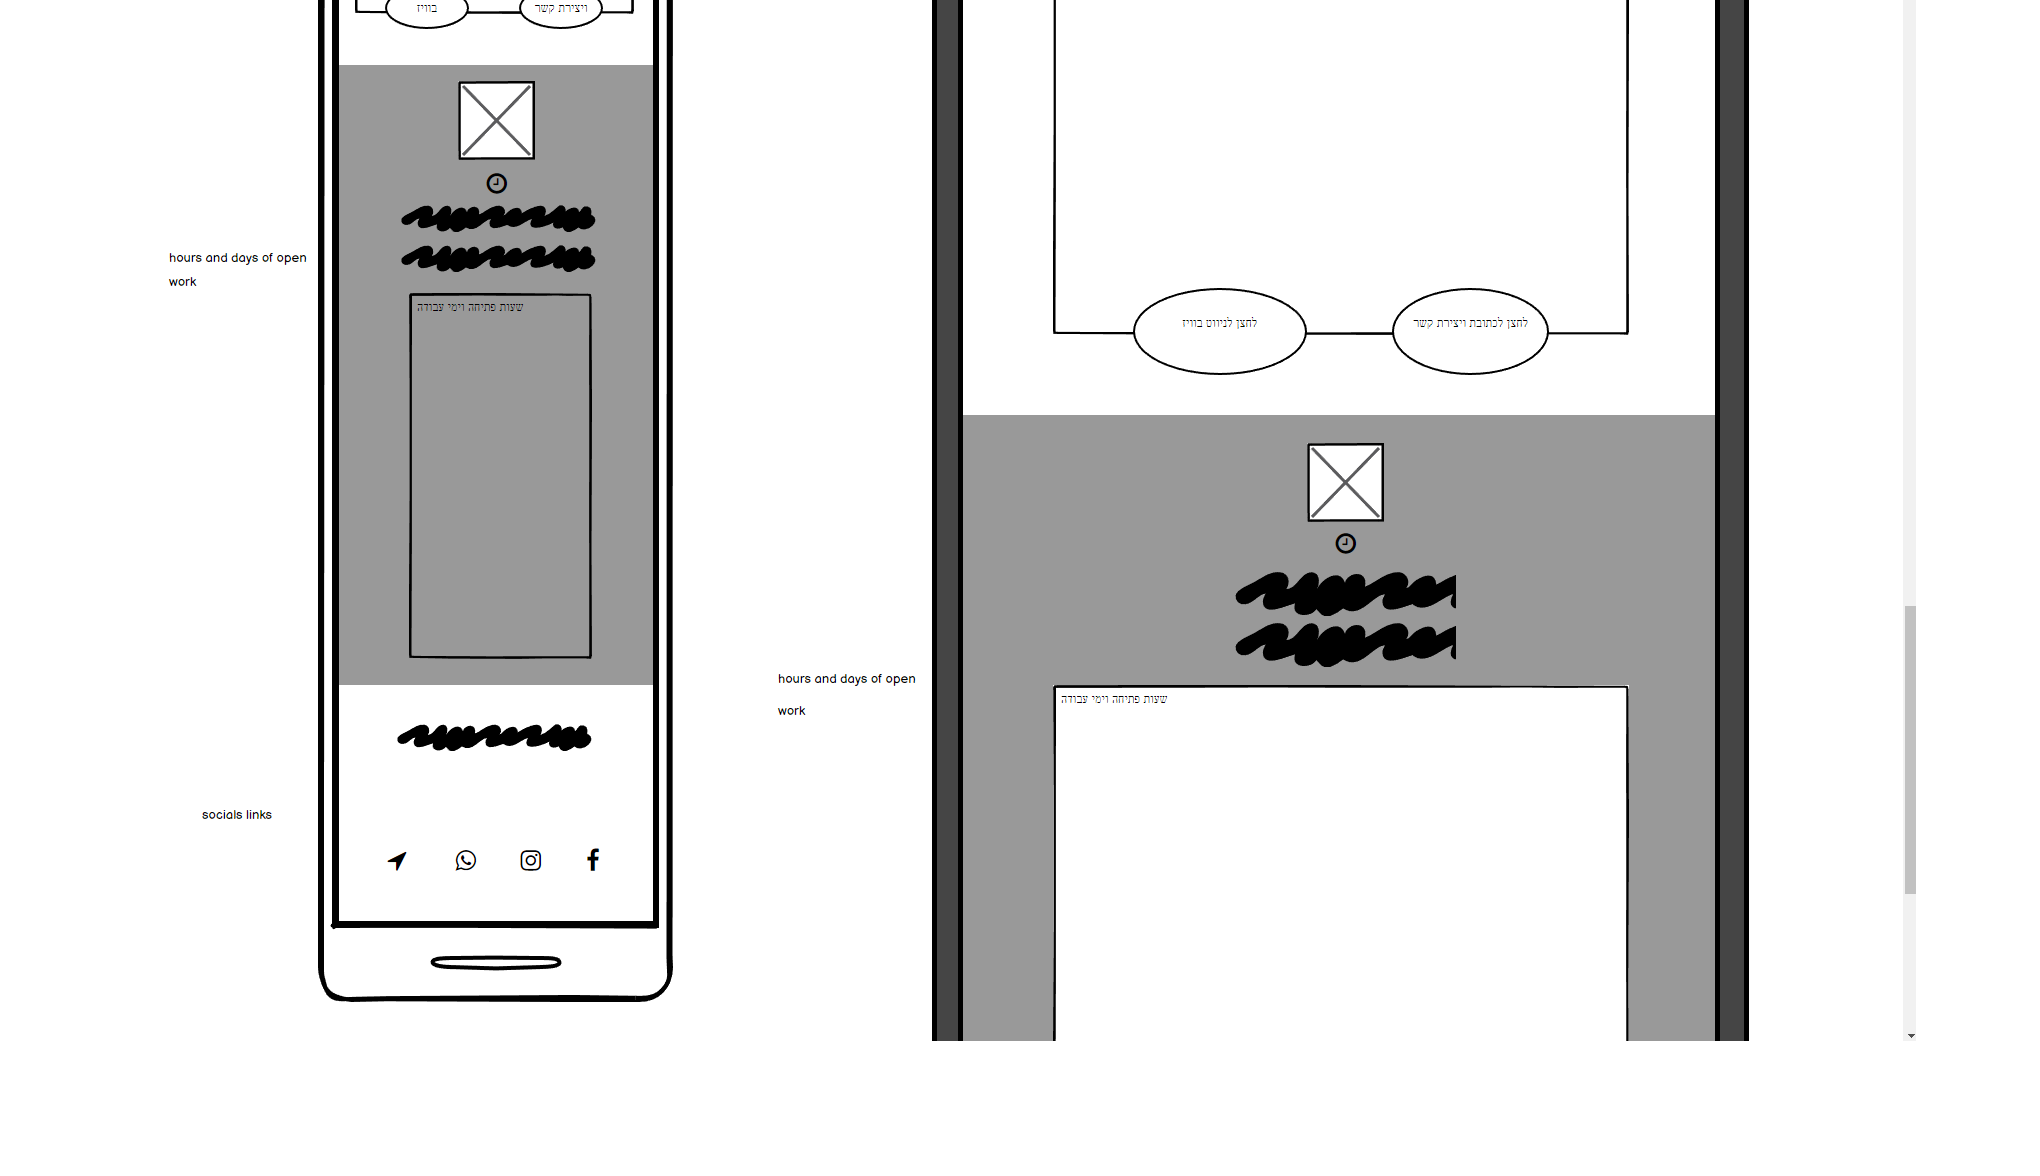 בוויז
ויצירת קשר
hours and days of open
work
שעות פתיחה וימי עבודה
socials links
לחצן לניווט בוויז
לחצן לכתובת ויצירת קשר
hours and days of open
work
שעות פתיחה וימי עבודה